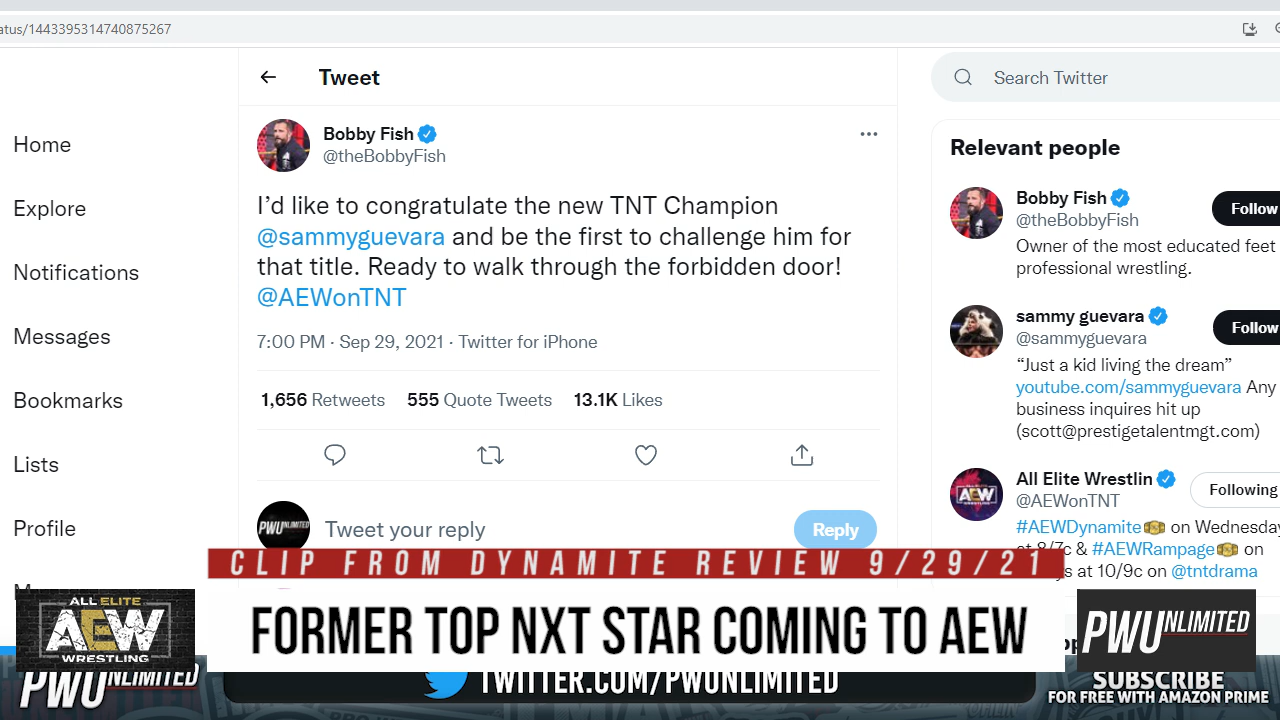 atus/1443395314740875267
Tweet
Search Twitter
Home
Explore
Notifications
Messages
Bookmarks
Lists
Profile
Bobby Fish
@theBobbyFish
I’d like to congratulate the new TNT Champion
@sammyguevara and be the first to challenge him for
that title. Ready to walk through the forbidden door!
@AEWonTNT
7:00 PM · Sep 29, 2021 · Twitter for iPhone
1,656 Retweets 555 Quote Tweets 13.1K Likes
PWUNLIMITED
Tweet your reply
Reply
Relevant people
Bobby Fish
@theBobbyFish
Follow
Owner of the most educated feet
professional wrestling.
sammy guevara
@sammyguevara
Follow
“Just a kid living the dream”
youtube.com/sammyguevara Any
business inquires hit up
(scott@prestigetalentmgt.com)
AEW
All Elite Wrestlin
@AEWonTNT
Following
#AEWDynamite on Wednesday
at 8/7c & #AEWRampage on
ys at 10/9c on @tntdrama
CLIP FROM DYNAMITE REVIEW 9/29/21
ALL ELITE
AEW
WRESTLING
FORMER TOP NXT STAR COMING TO AEW
PWUNLIMITED
PWUNLIMITED
TWITTER.COM/PWUNLIMITED
SUBSCRIBE
FOR FREE WITH AMAZON PRIME